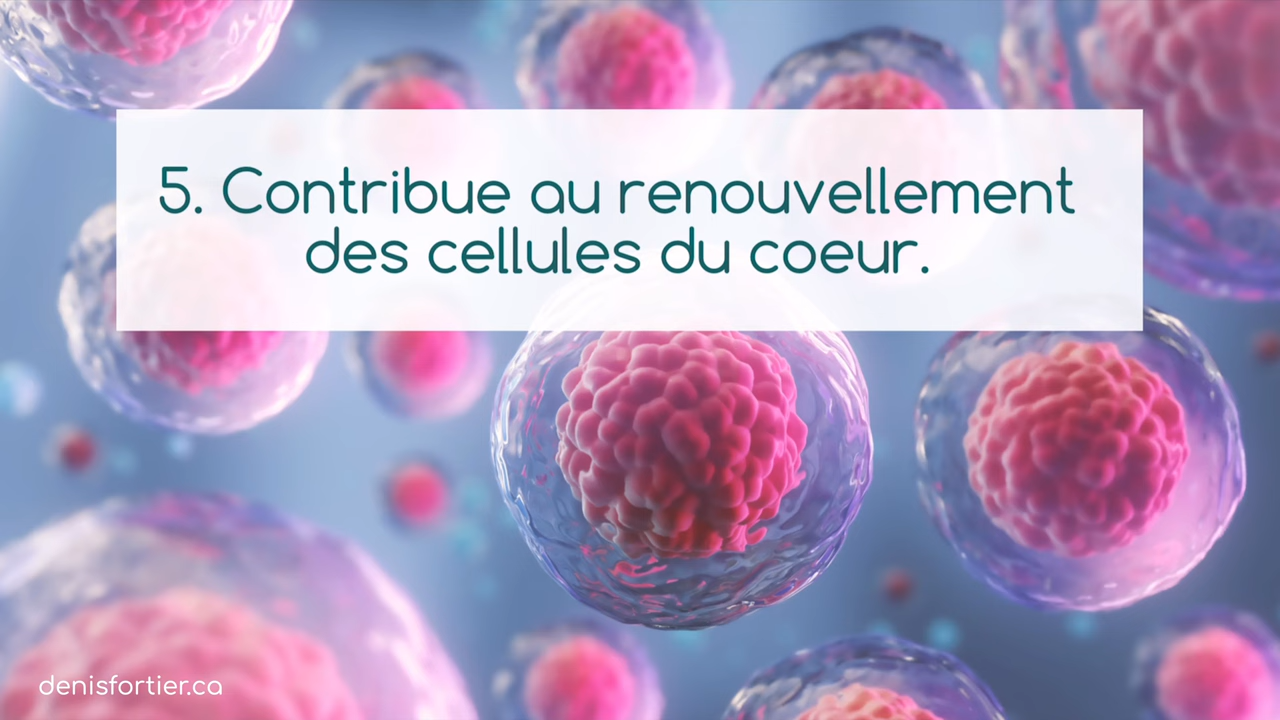 5. Contribue au renouvellement
des cellules du coeur.
denisfortier.ca